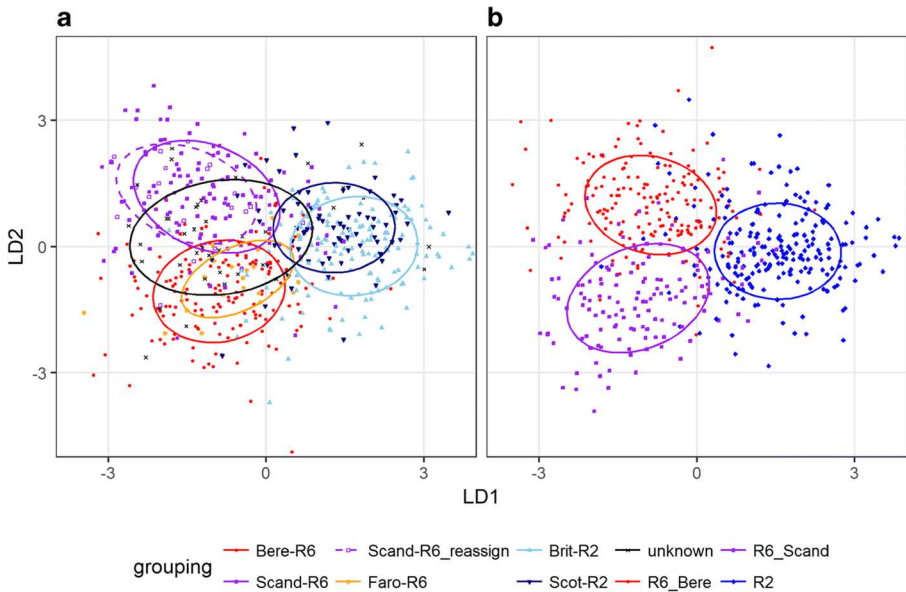 a b
3
0
-3
LD2
-3 0 3 -3 0 3
LD1
grouping
Bere-R6 Scand-R6_reassign Brit-R2 unknown R6_Scand
Scand-R6 Faro-R6 Scot-R2 R6_Bere R2